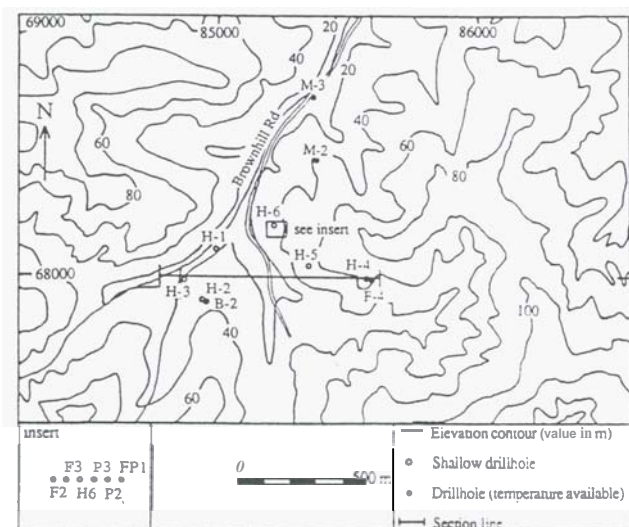 69000 85000 20 86000
40 20
M-3 40
N
Brownhill Rd
60 M-2 60
80 80
H-6 see insert
H-1
H-5
68000 H-4
H-3 F-4
H-2
B-2 100
40
60
insert
Elevation contour (value in m)
F3 P3 FP1 0 500 m Shallow drillhole
F2 H6 P2 Drillhole (temperature available)
Section line